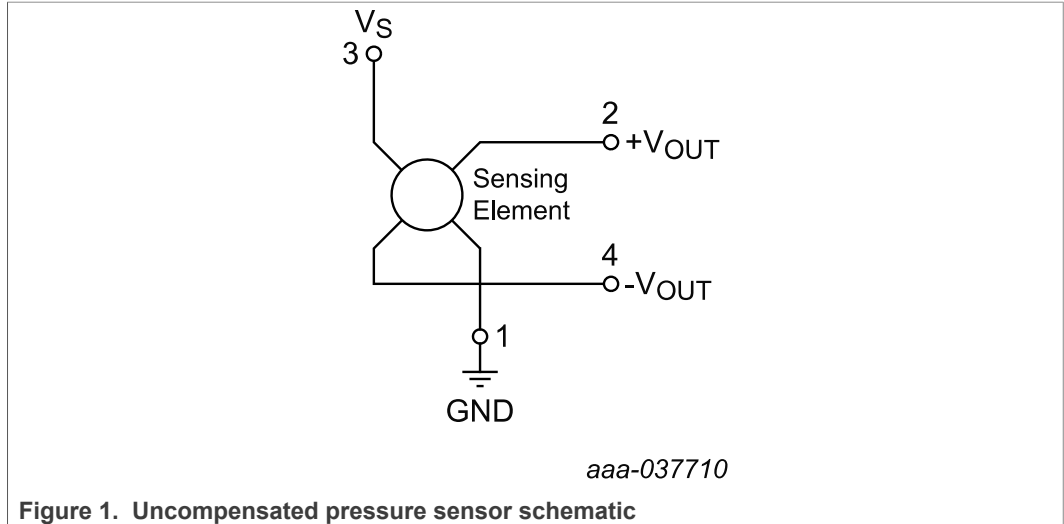 VS
3
2
+VOUT
Sensing
Element
4
-VOUT
1
GND
aaa-037710
Figure 1. Uncompensated pressure sensor schematic